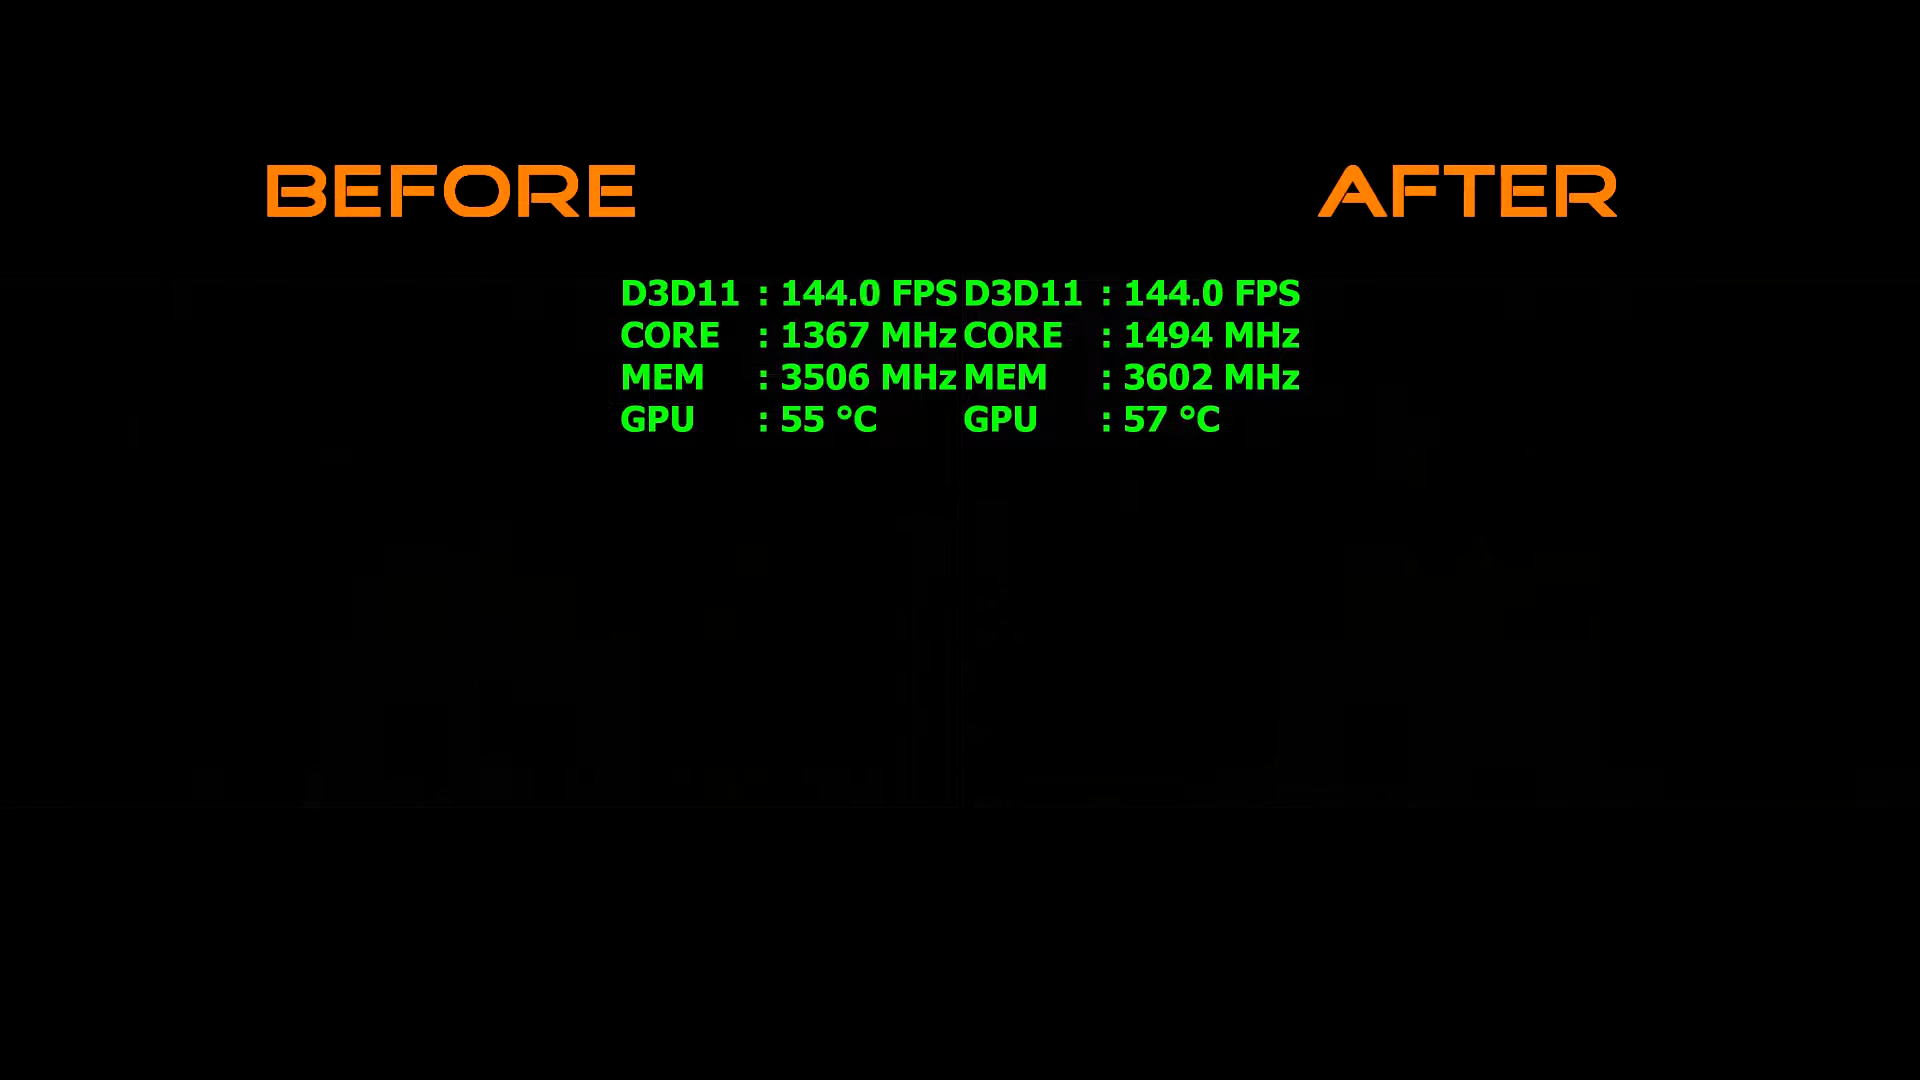 BEFORE AFTER
D3D11 : 144.0 FPS D3D11 : 144.0 FPS
CORE : 1367 MHz CORE : 1494 MHz
MEM : 3506 MHz MEM : 3602 MHz
GPU : 55 °C GPU : 57 °C